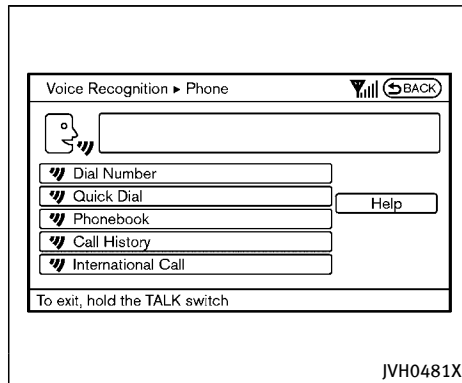 Voice Recognition ▸ Phone BACK
Dial Number
Quick Dial
Help
Phonebook
Call History
International Call
To exit, hold the TALK switch
JVH0481X